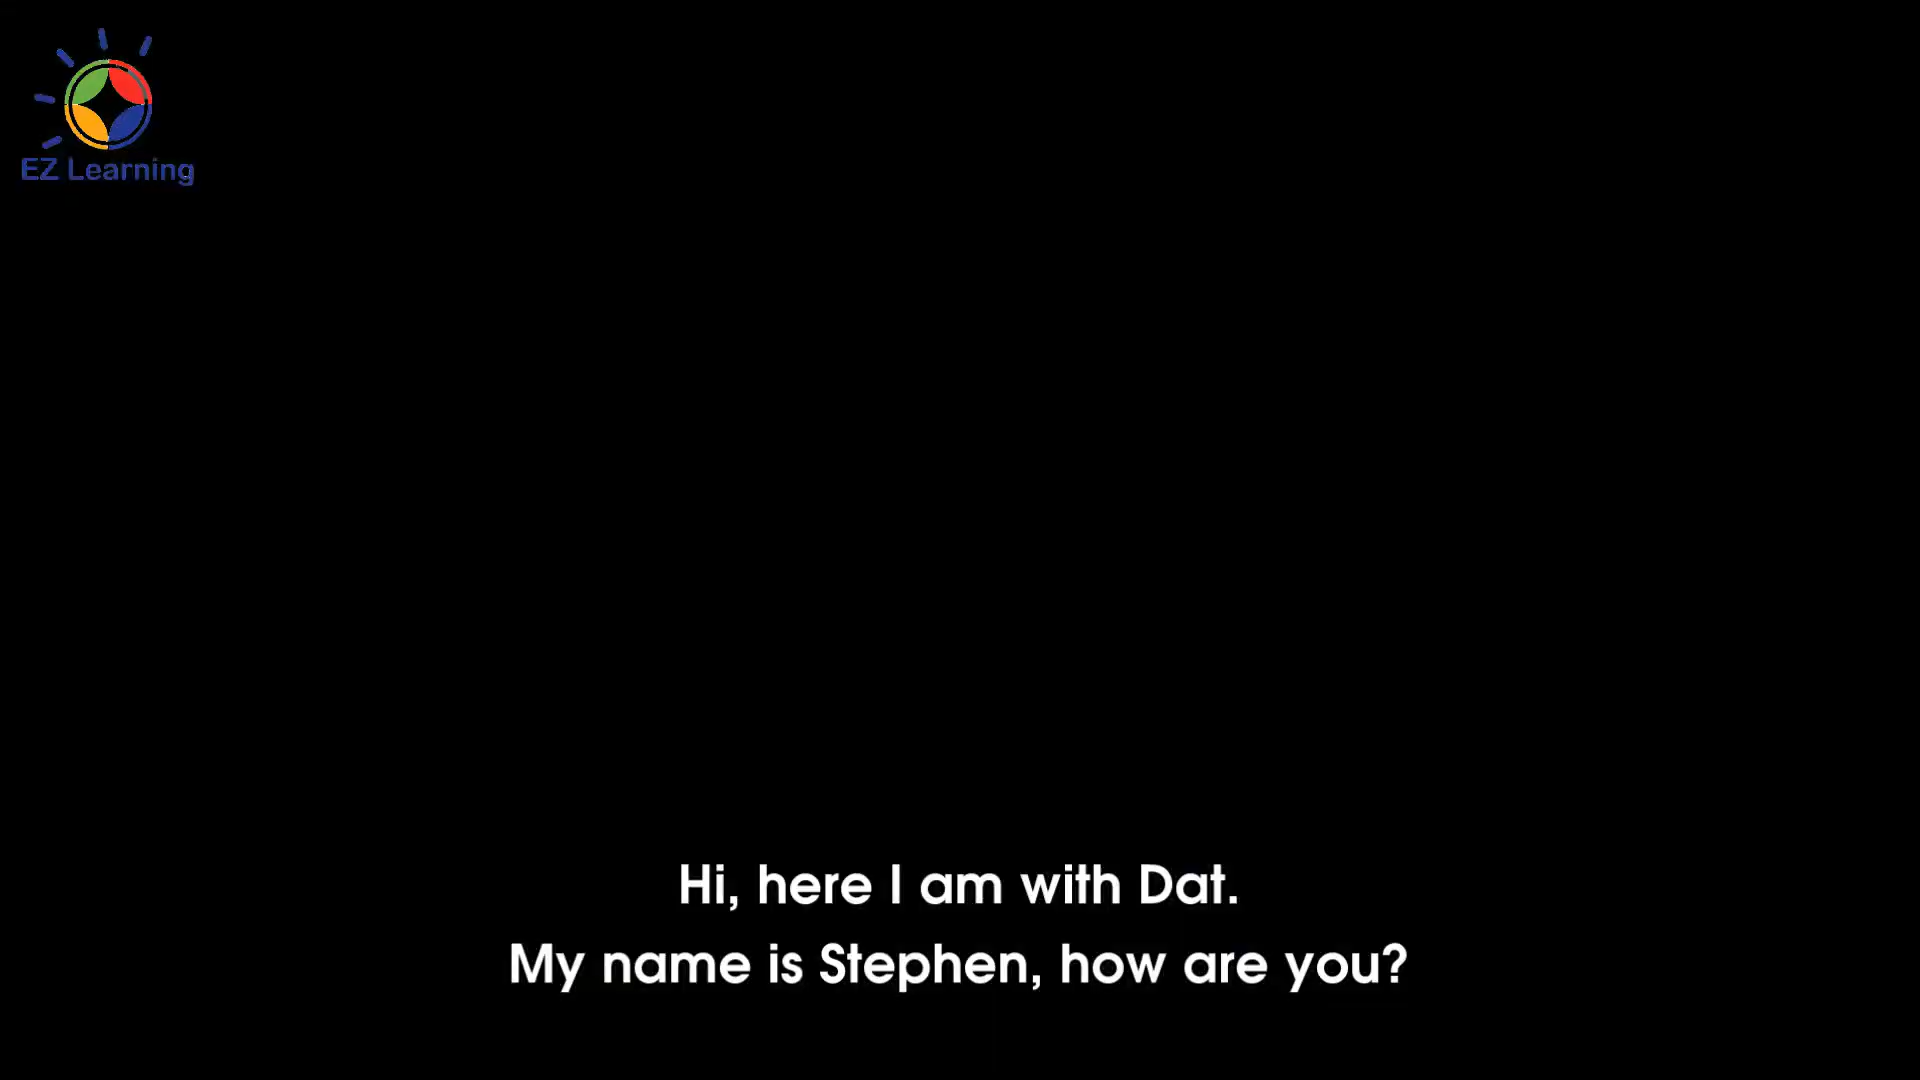 EZ Learning
Hi, here I am with Dat.
My name is Stephen, how are you?